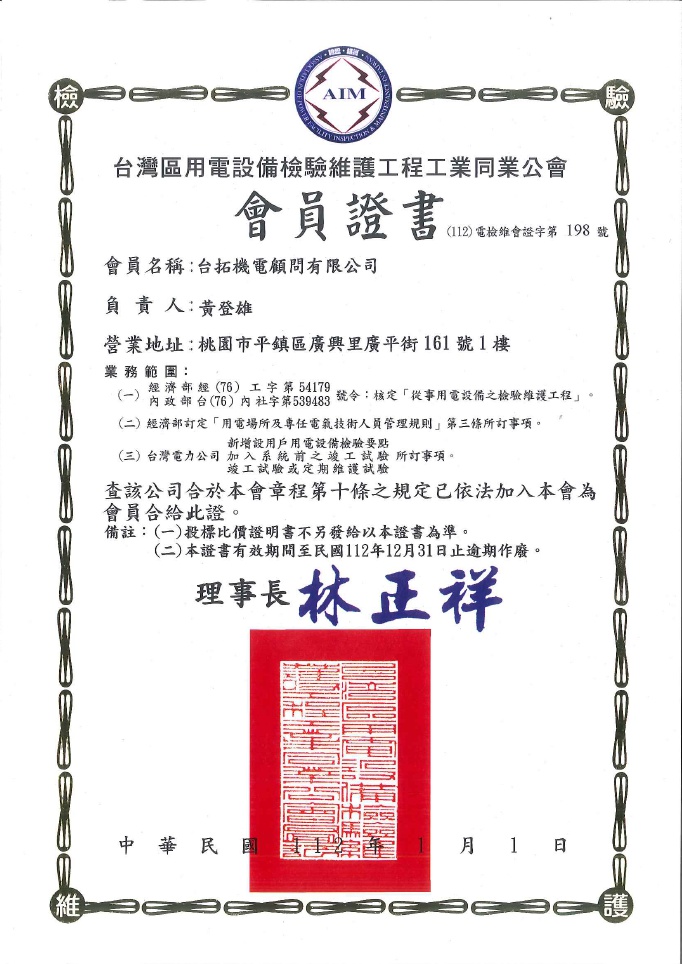 檢
驗
AIM
台灣區用電設備檢驗維護工程工業同業公會
會員證書
(112)電檢維會證字第 198 號
會員名稱：台拓機電顧問有限公司
負責人：黃登雄
營業地址：桃園市平鎮區廣興里廣平街161號1樓
業務範圍：
(一) 經濟部經(76)工字第54179
內政部台(76)內社字第539483 號令：核定「從事用電設備之檢驗維護工程」。
(二) 經濟部訂定「用電場所及專任電氣技術人員管理規則」第三條所訂事項。
新增設用戶用電設備檢驗要點
(三) 台灣電力公司 加入系統前之竣工試驗 所訂事項。
竣工試驗或定期維護試驗
查該公司合於本會章程第十條之規定已依法加入本會為
會員合給此證。
備註：(一)投標比價證明書不另發給以本證書為準。
(二)本證書有效期間至民國112年12月31日止逾期作廢。
理事長 林正祥
中華民國 112 年 1 月 1 日
維
護